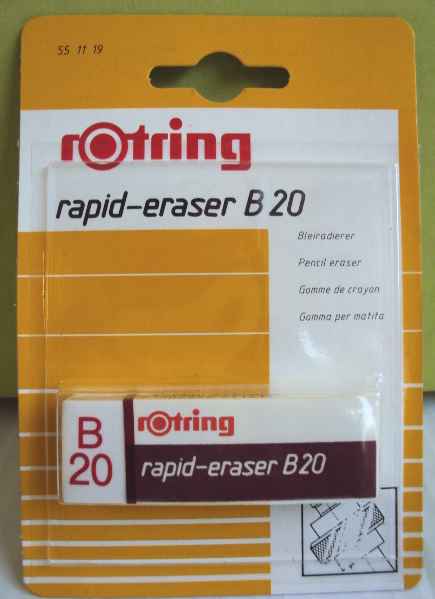 55 11 19
rotring
rapid-eraser B 20
Bleiradierer
Pencil eraser
Gomme de crayon
Gomma per matita
B
20
rotring
rapid-eraser B20